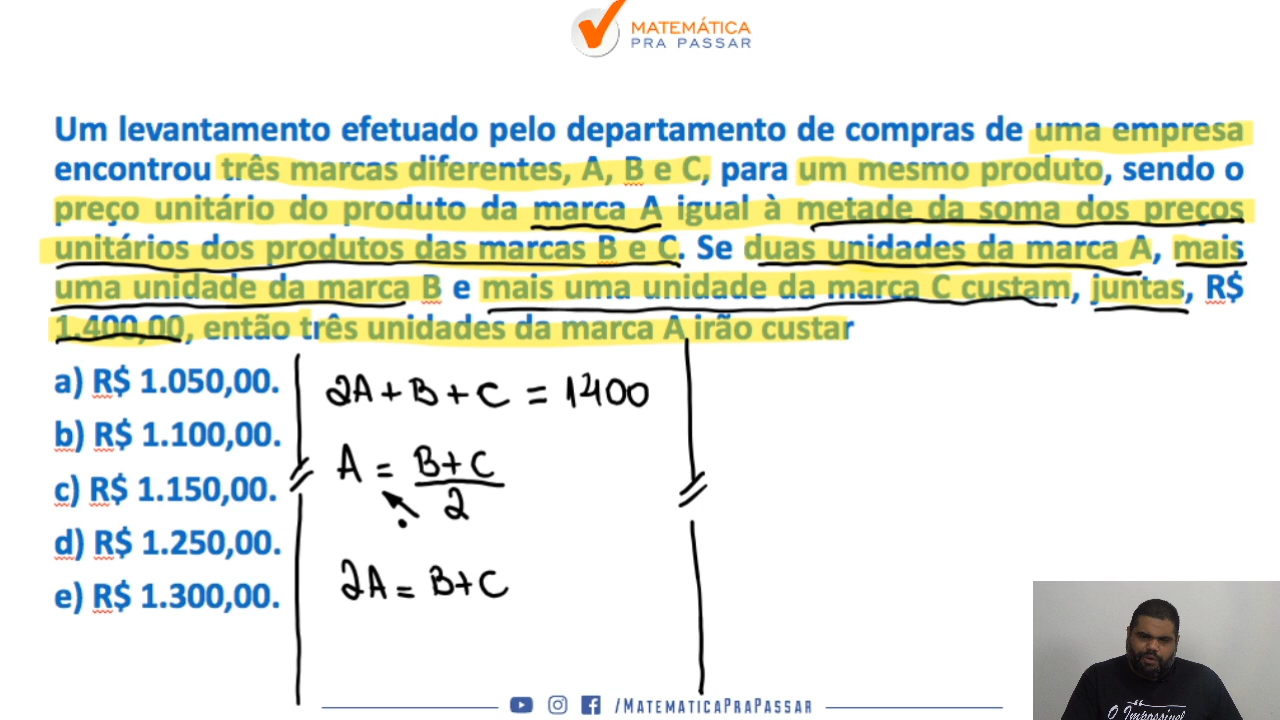 MATEMÁTICA
PRA PASSAR
Um levantamento efetuado pelo departamento de compras de uma empresa
encontrou três marcas diferentes, A, B e C, para um mesmo produto, sendo o
preço unitário do produto da marca A igual à metade da soma dos preços
unitários dos produtos das marcas B e C. Se duas unidades da marca A, mais
uma unidade da marca B e mais uma unidade da marca C custam, juntas, R$
1.400,00, então três unidades da marca A irão custar
a) R$ 1.050,00.
b) R$ 1.100,00.
c) R$ 1.150,00.
d) R$ 1.250,00.
e) R$ 1.300,00.
2A + B + C = 1400
A = B+C
2
2A = B+C
/MatematicaPraPassar
O Impossível